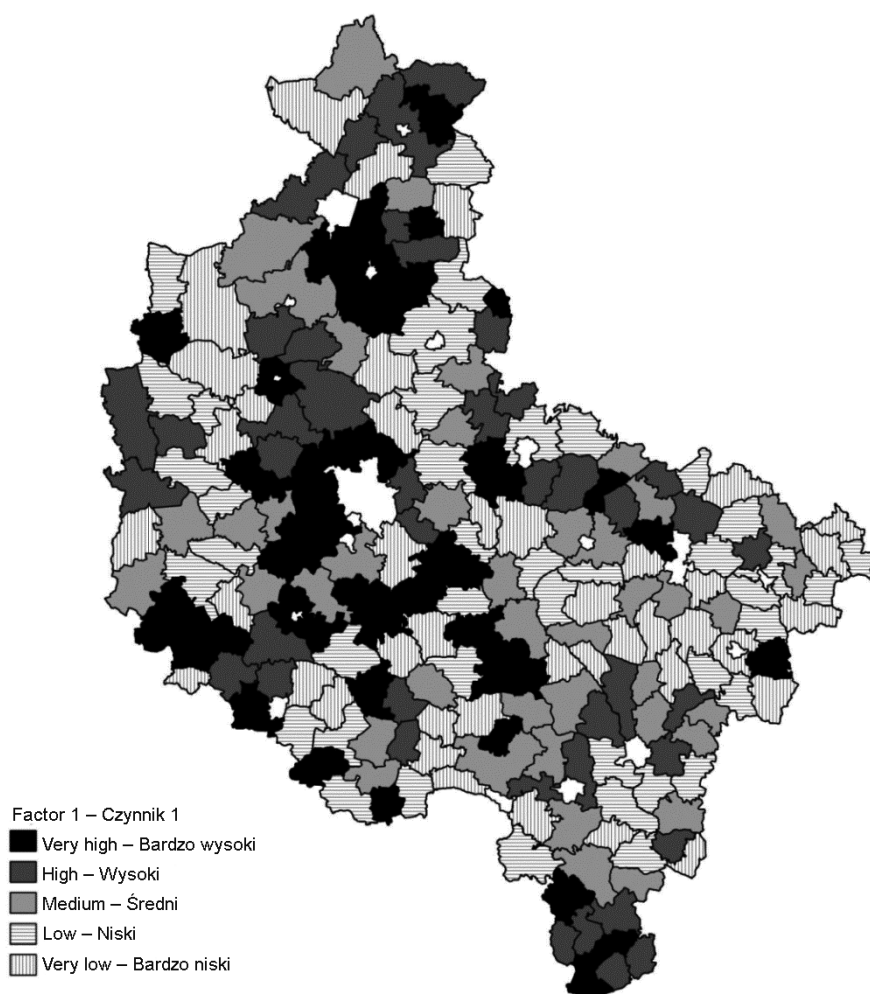 Factor 1 – Czynnik 1
Very high – Bardzo wysoki
High – Wysoki
Medium – Średni
Low – Niski
Very low – Bardzo niski